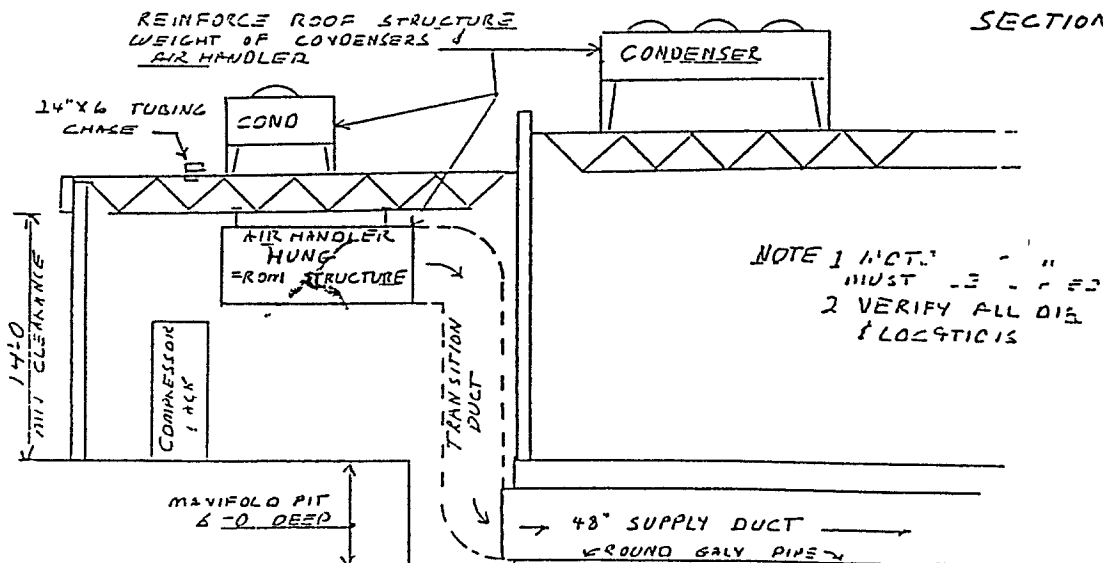 REINFORCE ROOF STRUCTURE
WEIGHT OF CONDENSERS &
AIR HANDLER
SECTION
CONDENSER
24" X 6 TUBING
CHASE
COND
AIR HANDLER
HUNG
FROM STRUCTURE
NOTE 1
MUST
2 VERIFY ALL
& LOCATIONS
14'-0
MIN CLEARANCE
COMPRESSOR
TRANSITION
DUCT
MANIFOLD PIT
-0 DEEP
48" SUPPLY DUCT
ROUND GALV PIPE